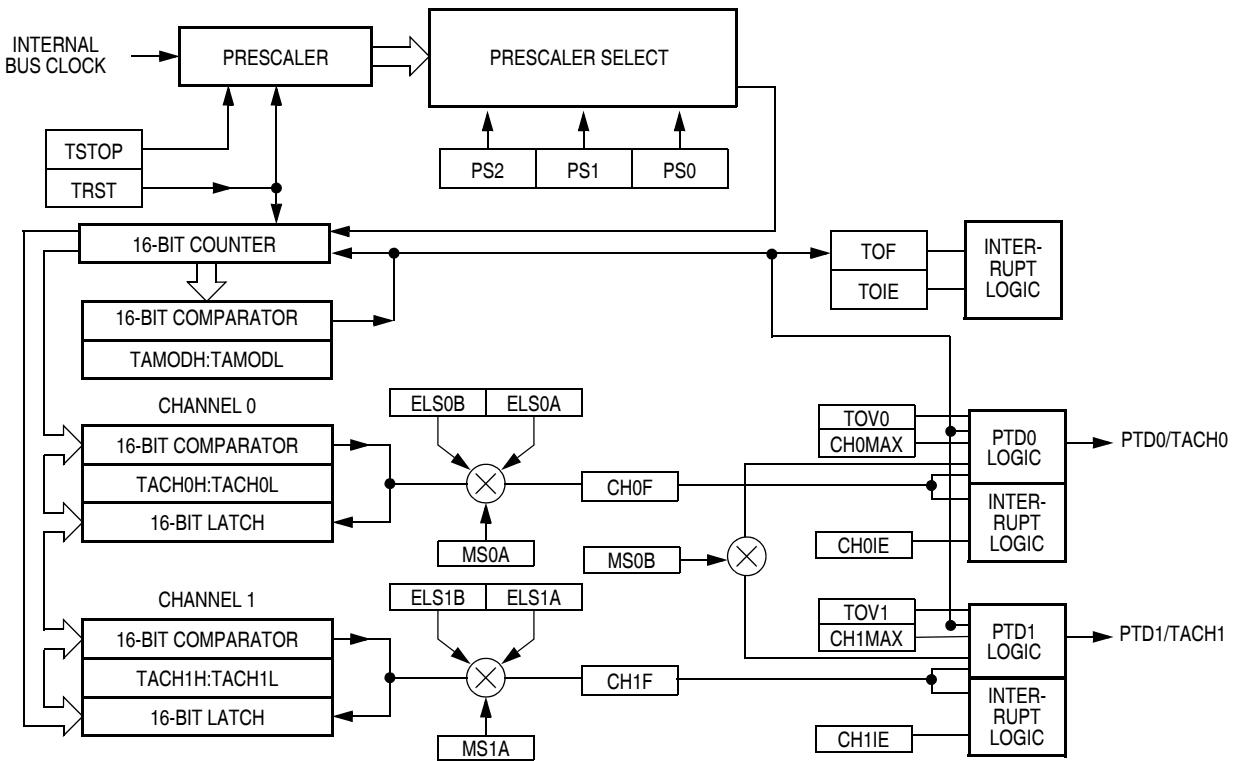 INTERNAL
BUS CLOCK
PRESCALER
PRESCALER SELECT
TSTOP
TRST
PS2
PS1
PS0
16-BIT COUNTER
16-BIT COMPARATOR
TAMODH:TAMODL
TOF
TOIE
INTER-
RUPT
LOGIC
CHANNEL 0
16-BIT COMPARATOR
TACH0H:TACH0L
16-BIT LATCH
ELS0B
ELS0A
MS0A
CH0F
MS0B
TOV0
CH0MAX
CH0IE
PTD0
LOGIC
INTER-
RUPT
LOGIC
PTD0/TACH0
CHANNEL 1
16-BIT COMPARATOR
TACH1H:TACH1L
16-BIT LATCH
ELS1B
ELS1A
MS1A
CH1F
TOV1
CH1MAX
CH1IE
PTD1
LOGIC
INTER-
RUPT
LOGIC
PTD1/TACH1